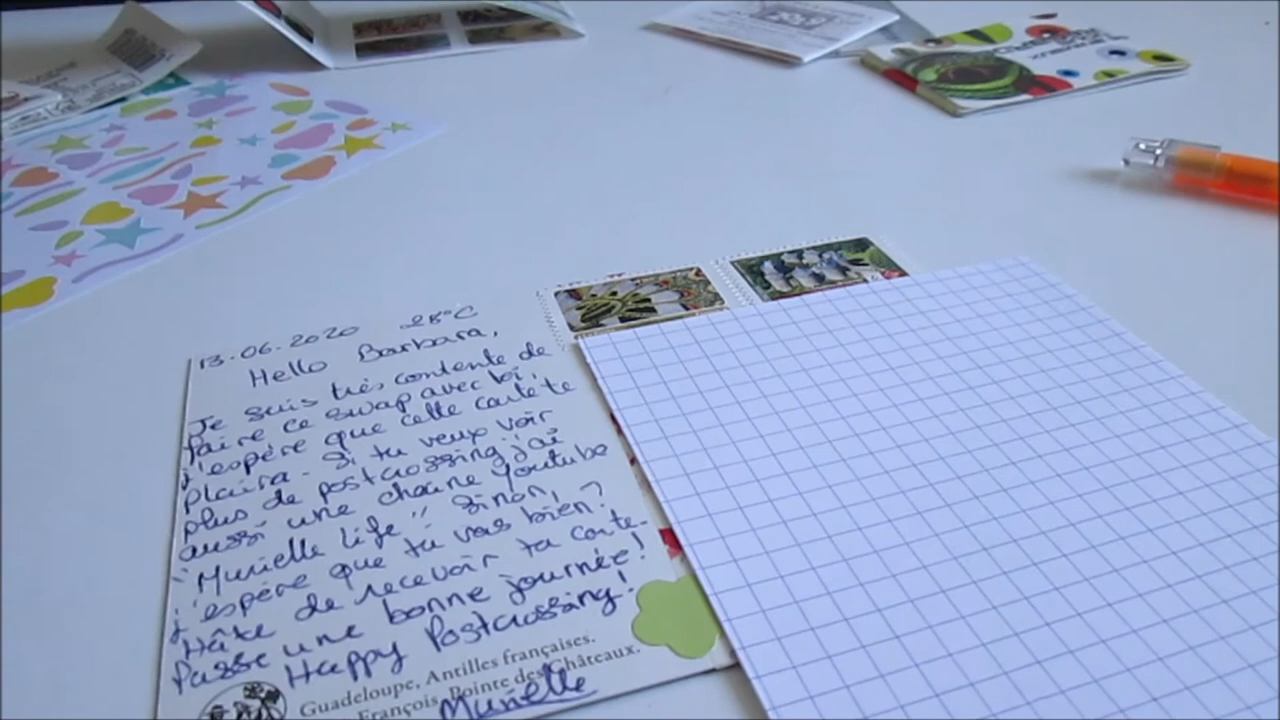 13.06.2020 28°C
Hello Barbara,
Je suis très contente de
faire ce swap avec toi,
j'espère que cette carte te
plaira. Si tu veux voir
plus de postcrossing j'ai
aussi une chaîne Youtube
"Murielle Life". Sinon,
j'espère que tu vas bien?
Hâte de recevoir ta carte.
Passe une bonne journée!
Happy Postcrossing!
Guadeloupe, Antilles françaises.
François, Pointe des Châteaux.
Murielle